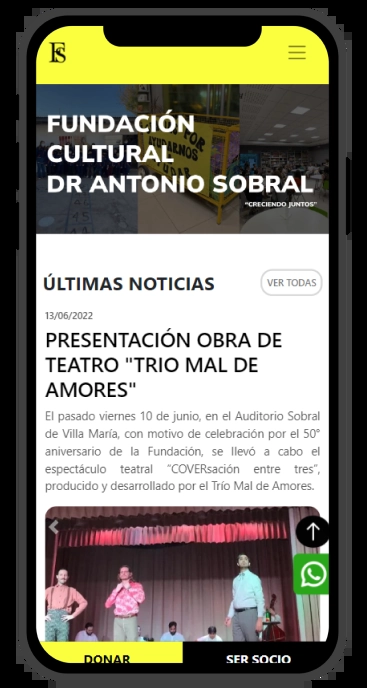 FS
FUNDACIÓN
CULTURAL
DR ANTONIO SOBRAL
"CRECIENDO JUNTOS"
ÚLTIMAS NOTICIAS
VER TODAS
13/06/2022
PRESENTACIÓN OBRA DE
TEATRO "TRIO MAL DE
AMORES"
El pasado viernes 10 de junio, en el Auditorio Sobral
de Villa María, con motivo de celebración por el 50°
aniversario de la Fundación, se llevó a cabo el
espectáculo teatral “COVERsación entre tres”,
producido y desarrollado por el Trío Mal de Amores.
DONAR
SER SOCIO